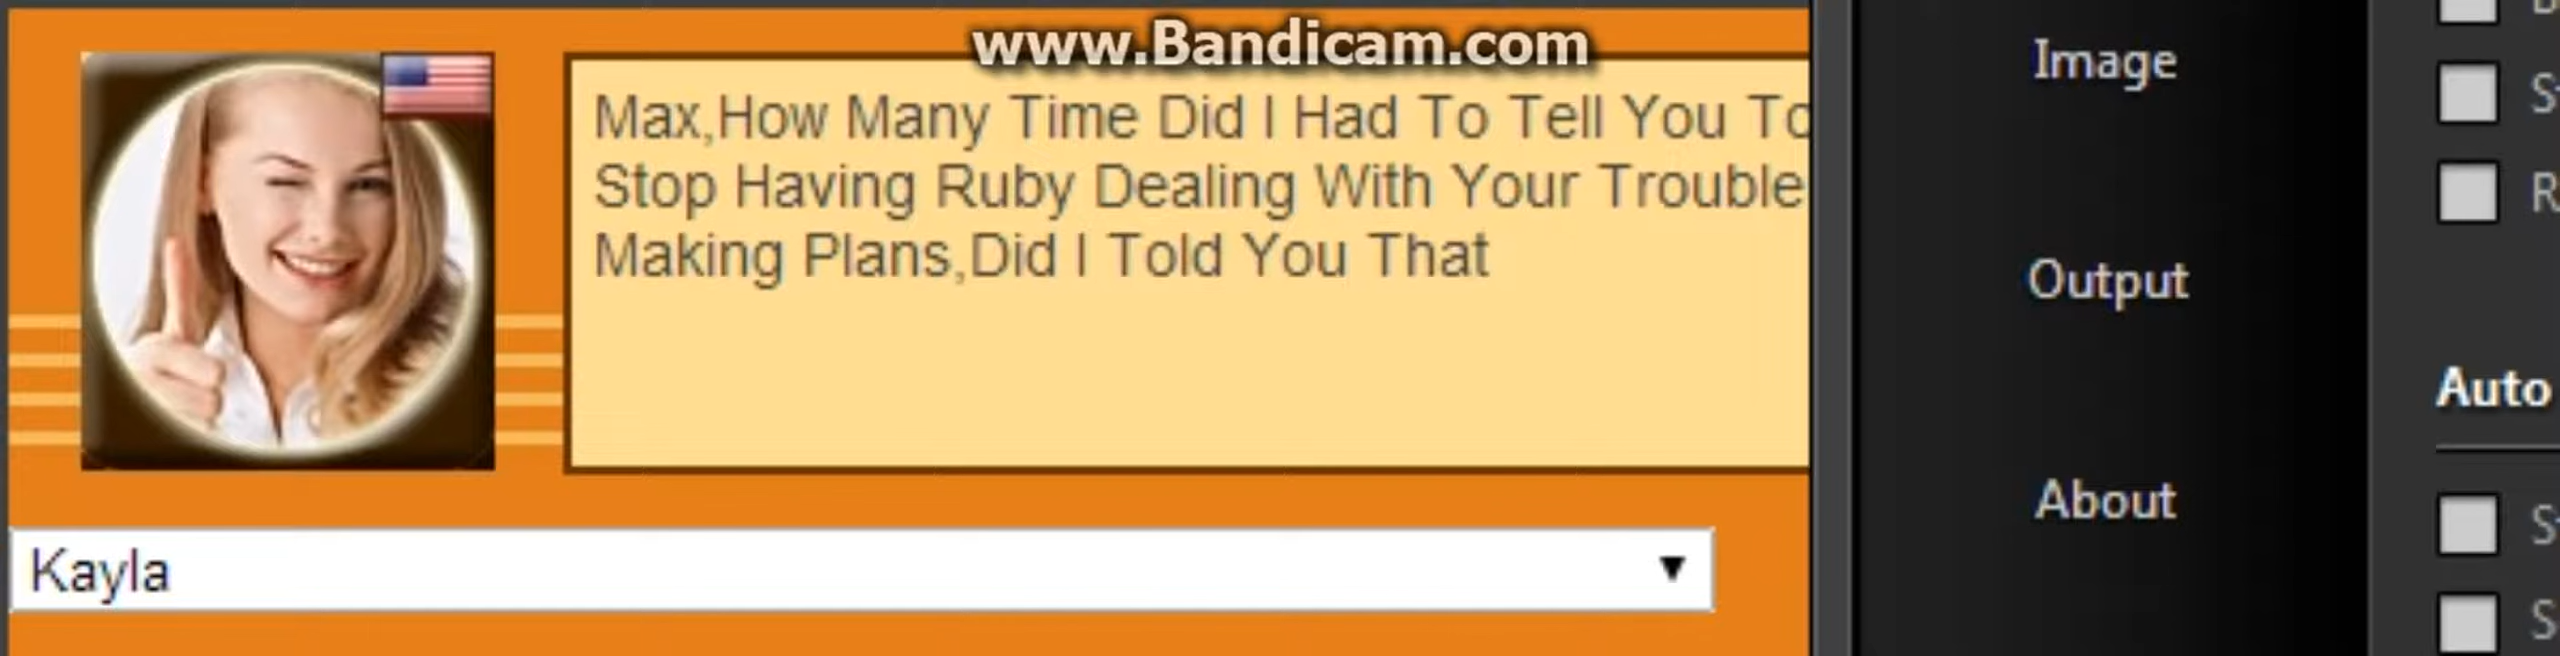 www.Bandicam.com
Max,How Many Time Did I Had To Tell You To
Stop Having Ruby Dealing With Your Trouble
Making Plans,Did I Told You That
Kayla
Image
Output
About
Auto